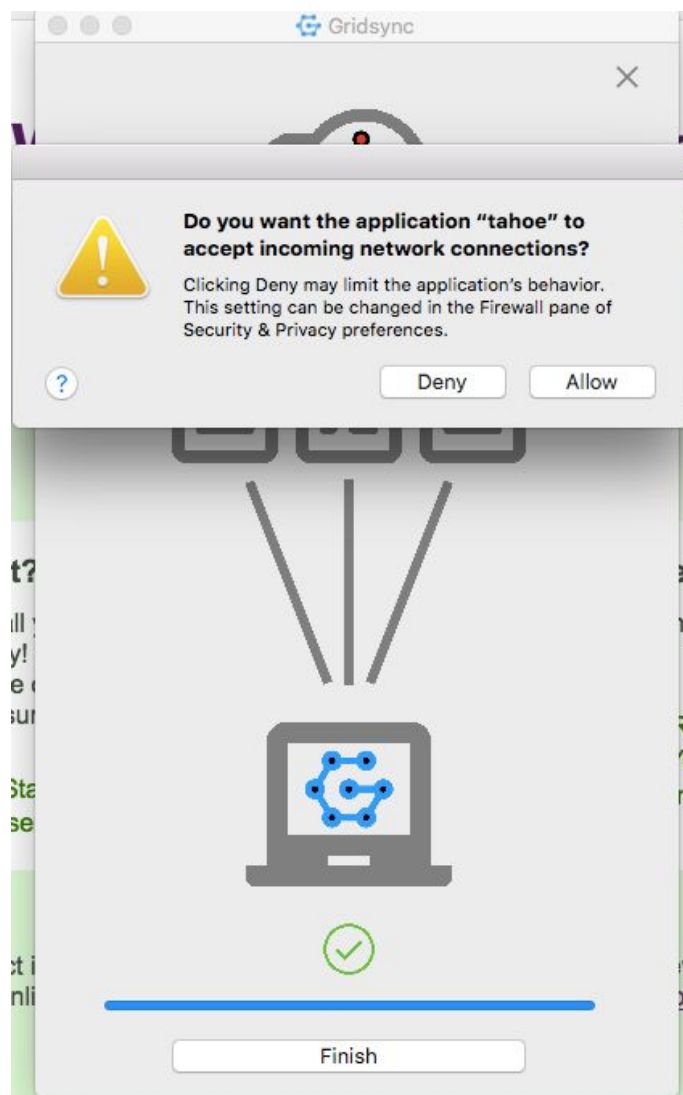 Gridsync
Do you want the application “tahoe” to
accept incoming network connections?
Clicking Deny may limit the application’s behavior.
This setting can be changed in the Firewall pane of
Security & Privacy preferences.
?
Deny
Allow
t?
y!
Finish